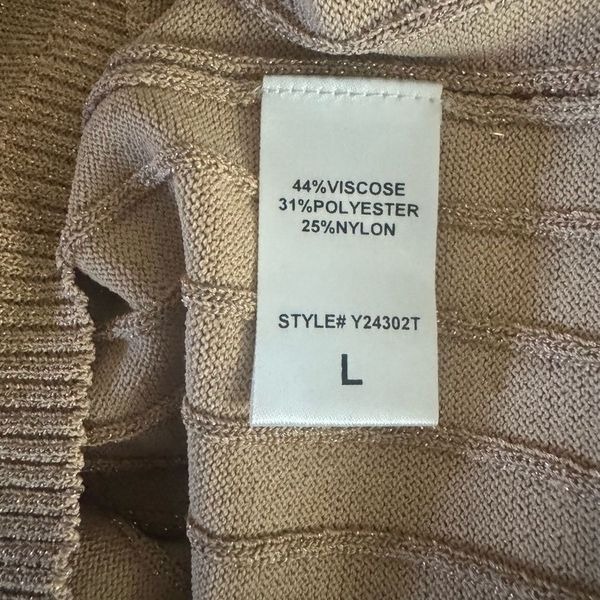 44%VISCOSE
31%POLYESTER
25%NYLON
STYLE# Y24302T
L